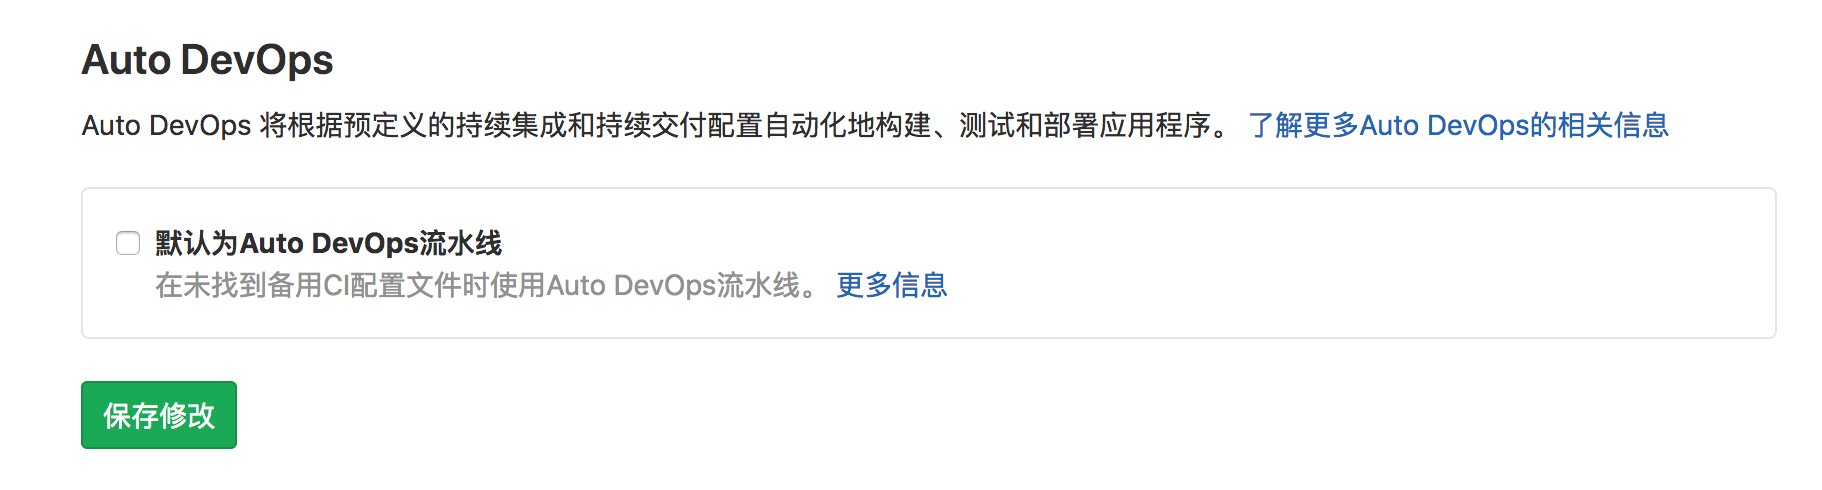 Auto DevOps
Auto DevOps 将根据预定义的持续集成和持续交付配置自动化地构建、测试和部署应用程序。 了解更多Auto DevOps的相关信息
默认为Auto DevOps流水线
在未找到备用CI配置文件时使用Auto DevOps流水线。 更多信息
保存修改